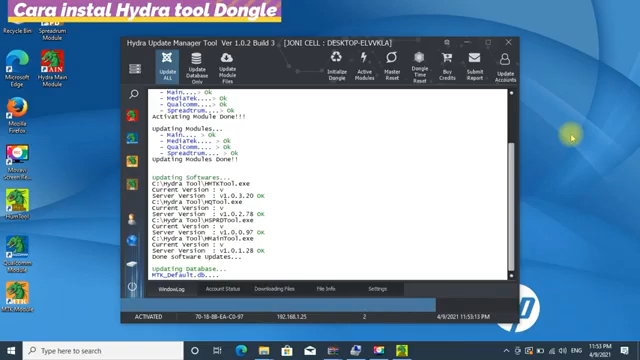 Cara instal Hydra tool Dongle
Recycle Bin
Spreadtrum Module
Microsoft Edge
Hydra Main Module
Mozilla Firefox
Movavi Screen Re...
HumTool
Qualcomm Module
MTK Module
Hydra Update Manager Tool Ver 1.0.2 Build 3 [JONI CELL : DESKTOP-ELVVKLA]
Update ALL
Update Database Only
Update Module Files
Initialize Dongle
Active Modules
Master Reset
Dongle Time Reset
Buy Credits
Submit Report
Update Accounts
- Main....> Ok
- MediaTek....> Ok
- Qualcomm....> Ok
- Spreadtrum....> Ok
Activating Module Done!!!
Updating Modules...
- Main.... > Ok
- MediaTek....> Ok
- Qualcomm....> Ok
- Spreadtrum....> Ok
Updating Modules Done!!
Updating Softwares...
C:\Hydra Tool\HMTKTool.exe
Current Version : v
Server Version : v1.0.3.20 OK
C:\Hydra Tool\HQTool.exe
Current Version : v
Server Version : v1.0.2.78 OK
C:\Hydra Tool\HSPRDTool.exe
Current Version : v
Server Version : v1.0.0.97 OK
C:\Hydra Tool\HMainTool.exe
Current Version : v
Server Version : v1.0.1.28 OK
Done software Updates...
Updating Database...
MTK_Default.db....
WindowLog
Account Status
Downloading Files
File Info
Settings
ACTIVATED
70-18-8B-EA-C0-97
192.168.1.25
2
4/9/2021 11:53:13 PM
Type here to search
11:53 PM
4/9/2021